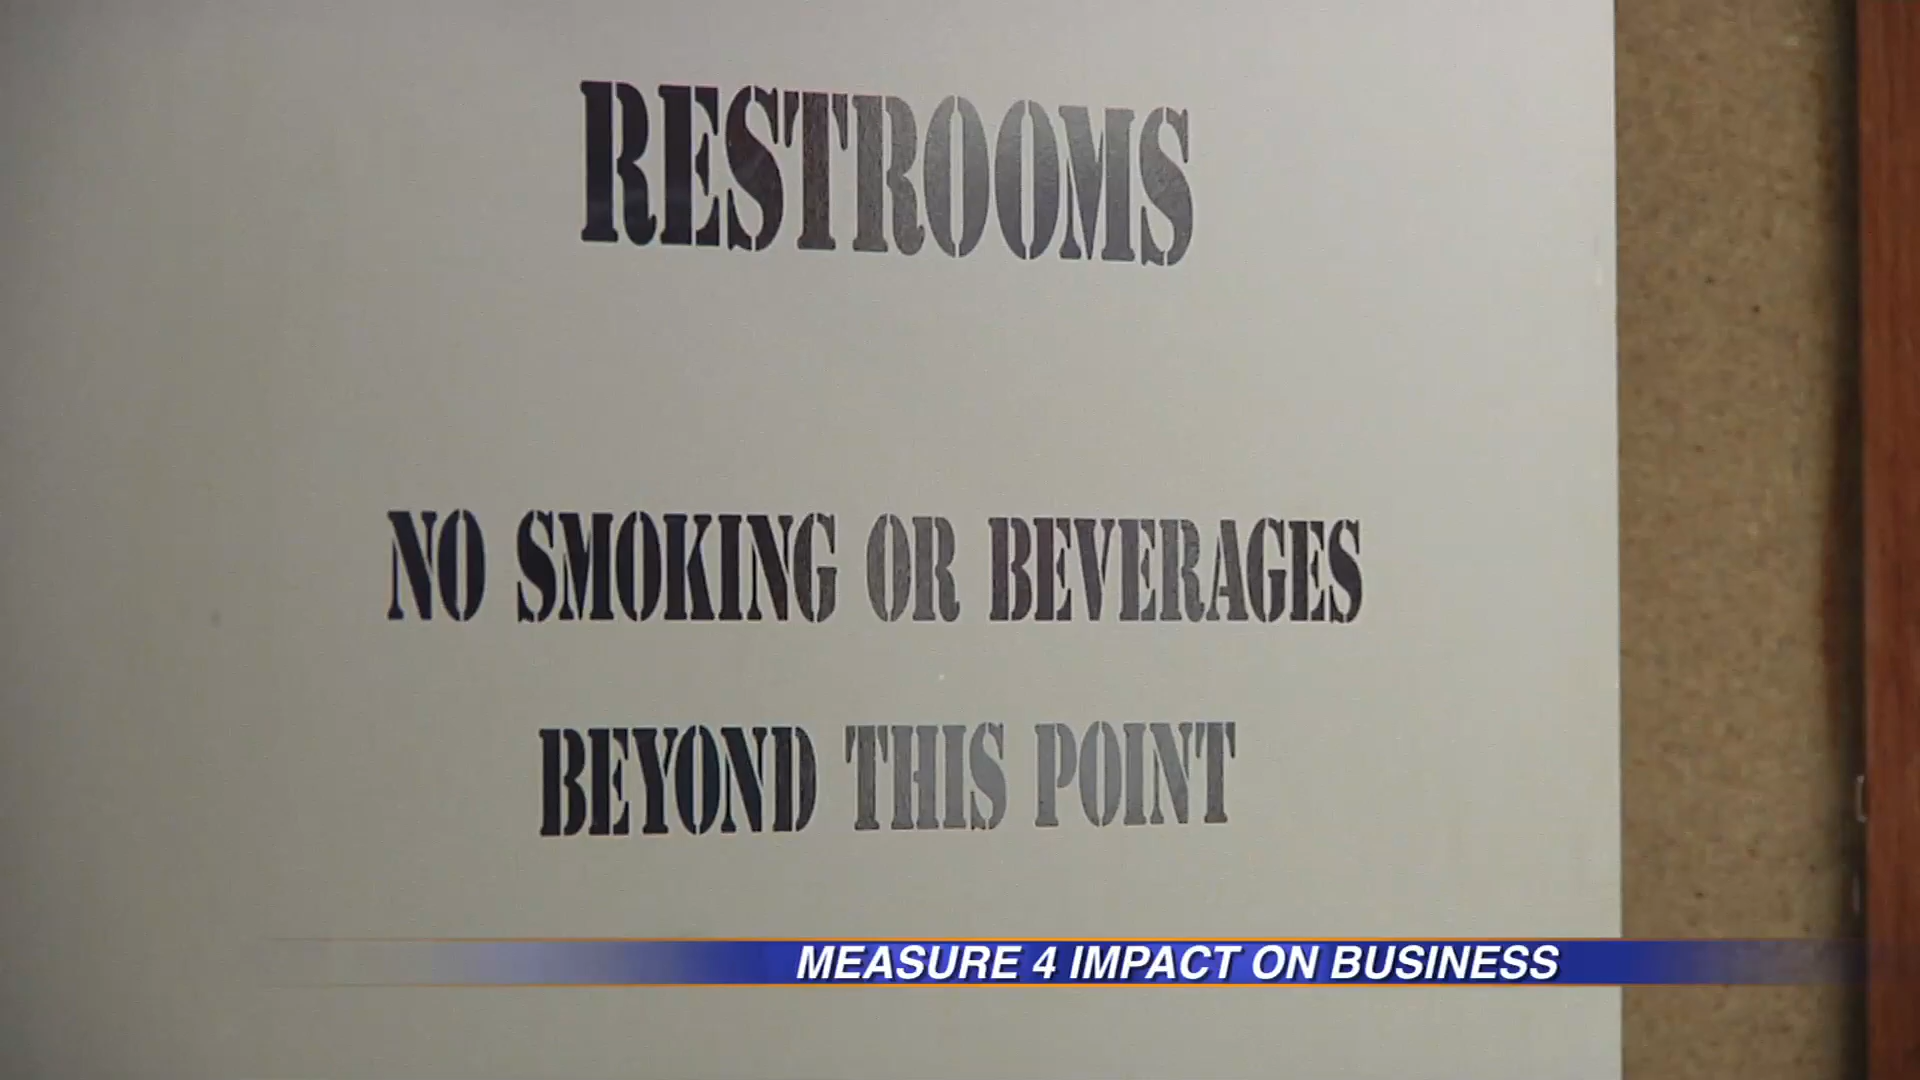 RESTROOMS
NO SMOKING OR BEVERAGES
BEYOND THIS POINT
MEASURE 4 IMPACT ON BUSINESS